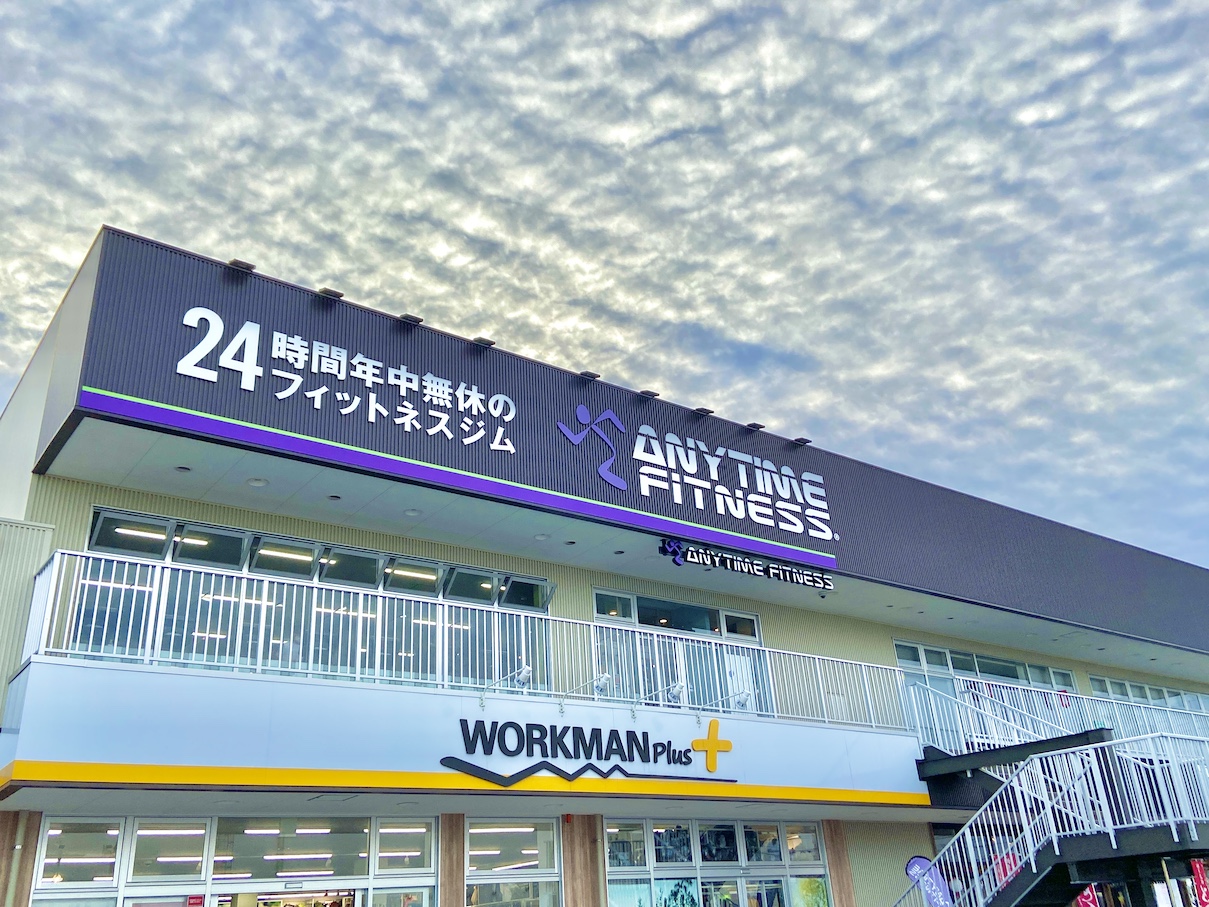 24時間年中無休の
フィットネスジム
ANYTIME
FITNESS®
ANYTIME FITNESS
WORKMAN Plus+